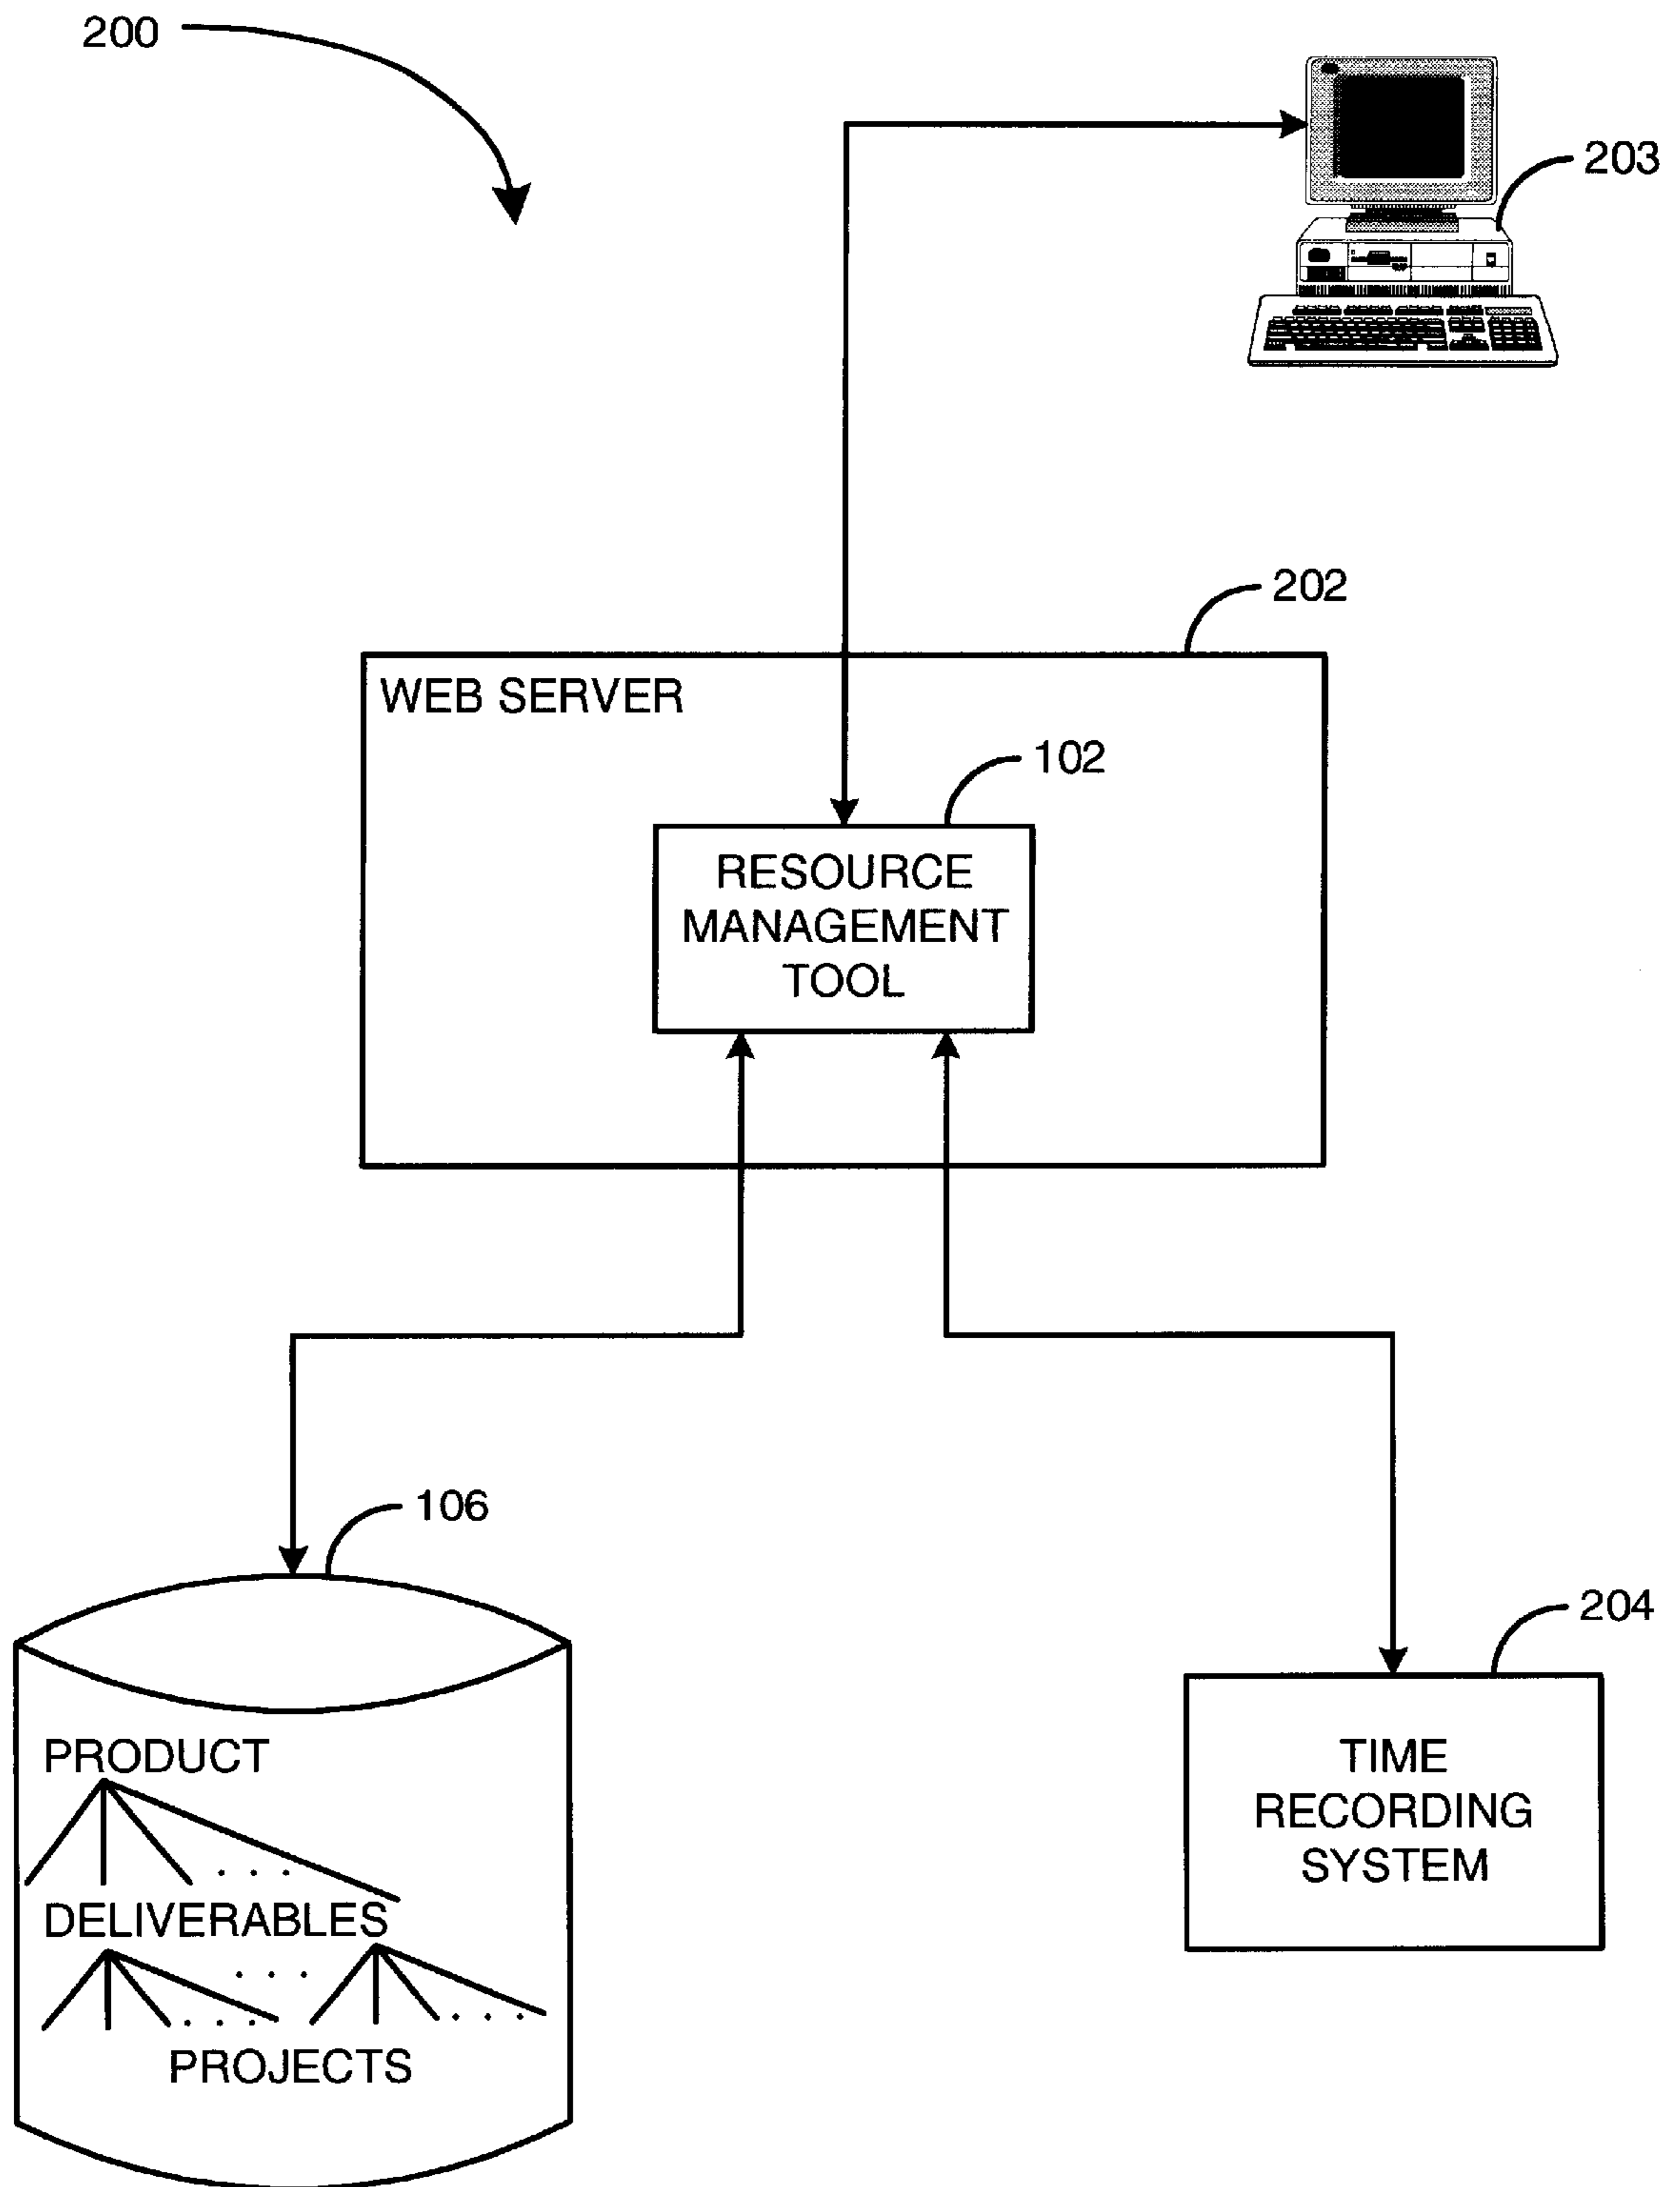 200
203
202
WEB SERVER
102
RESOURCE
MANAGEMENT
TOOL
106
204
PRODUCT
DELIVERABLES
PROJECTS
TIME
RECORDING
SYSTEM